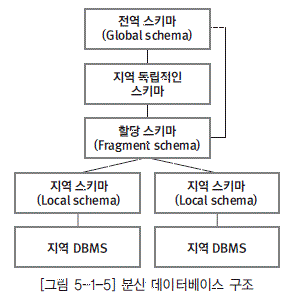 전역 스키마
(Global schema)
지역 독립적인
스키마
할당 스키마
(Fragment schema)
지역 스키마
(Local schema)
지역 스키마
(Local schema)
지역 DBMS
지역 DBMS
[그림 5-1-5] 분산 데이터베이스 구조